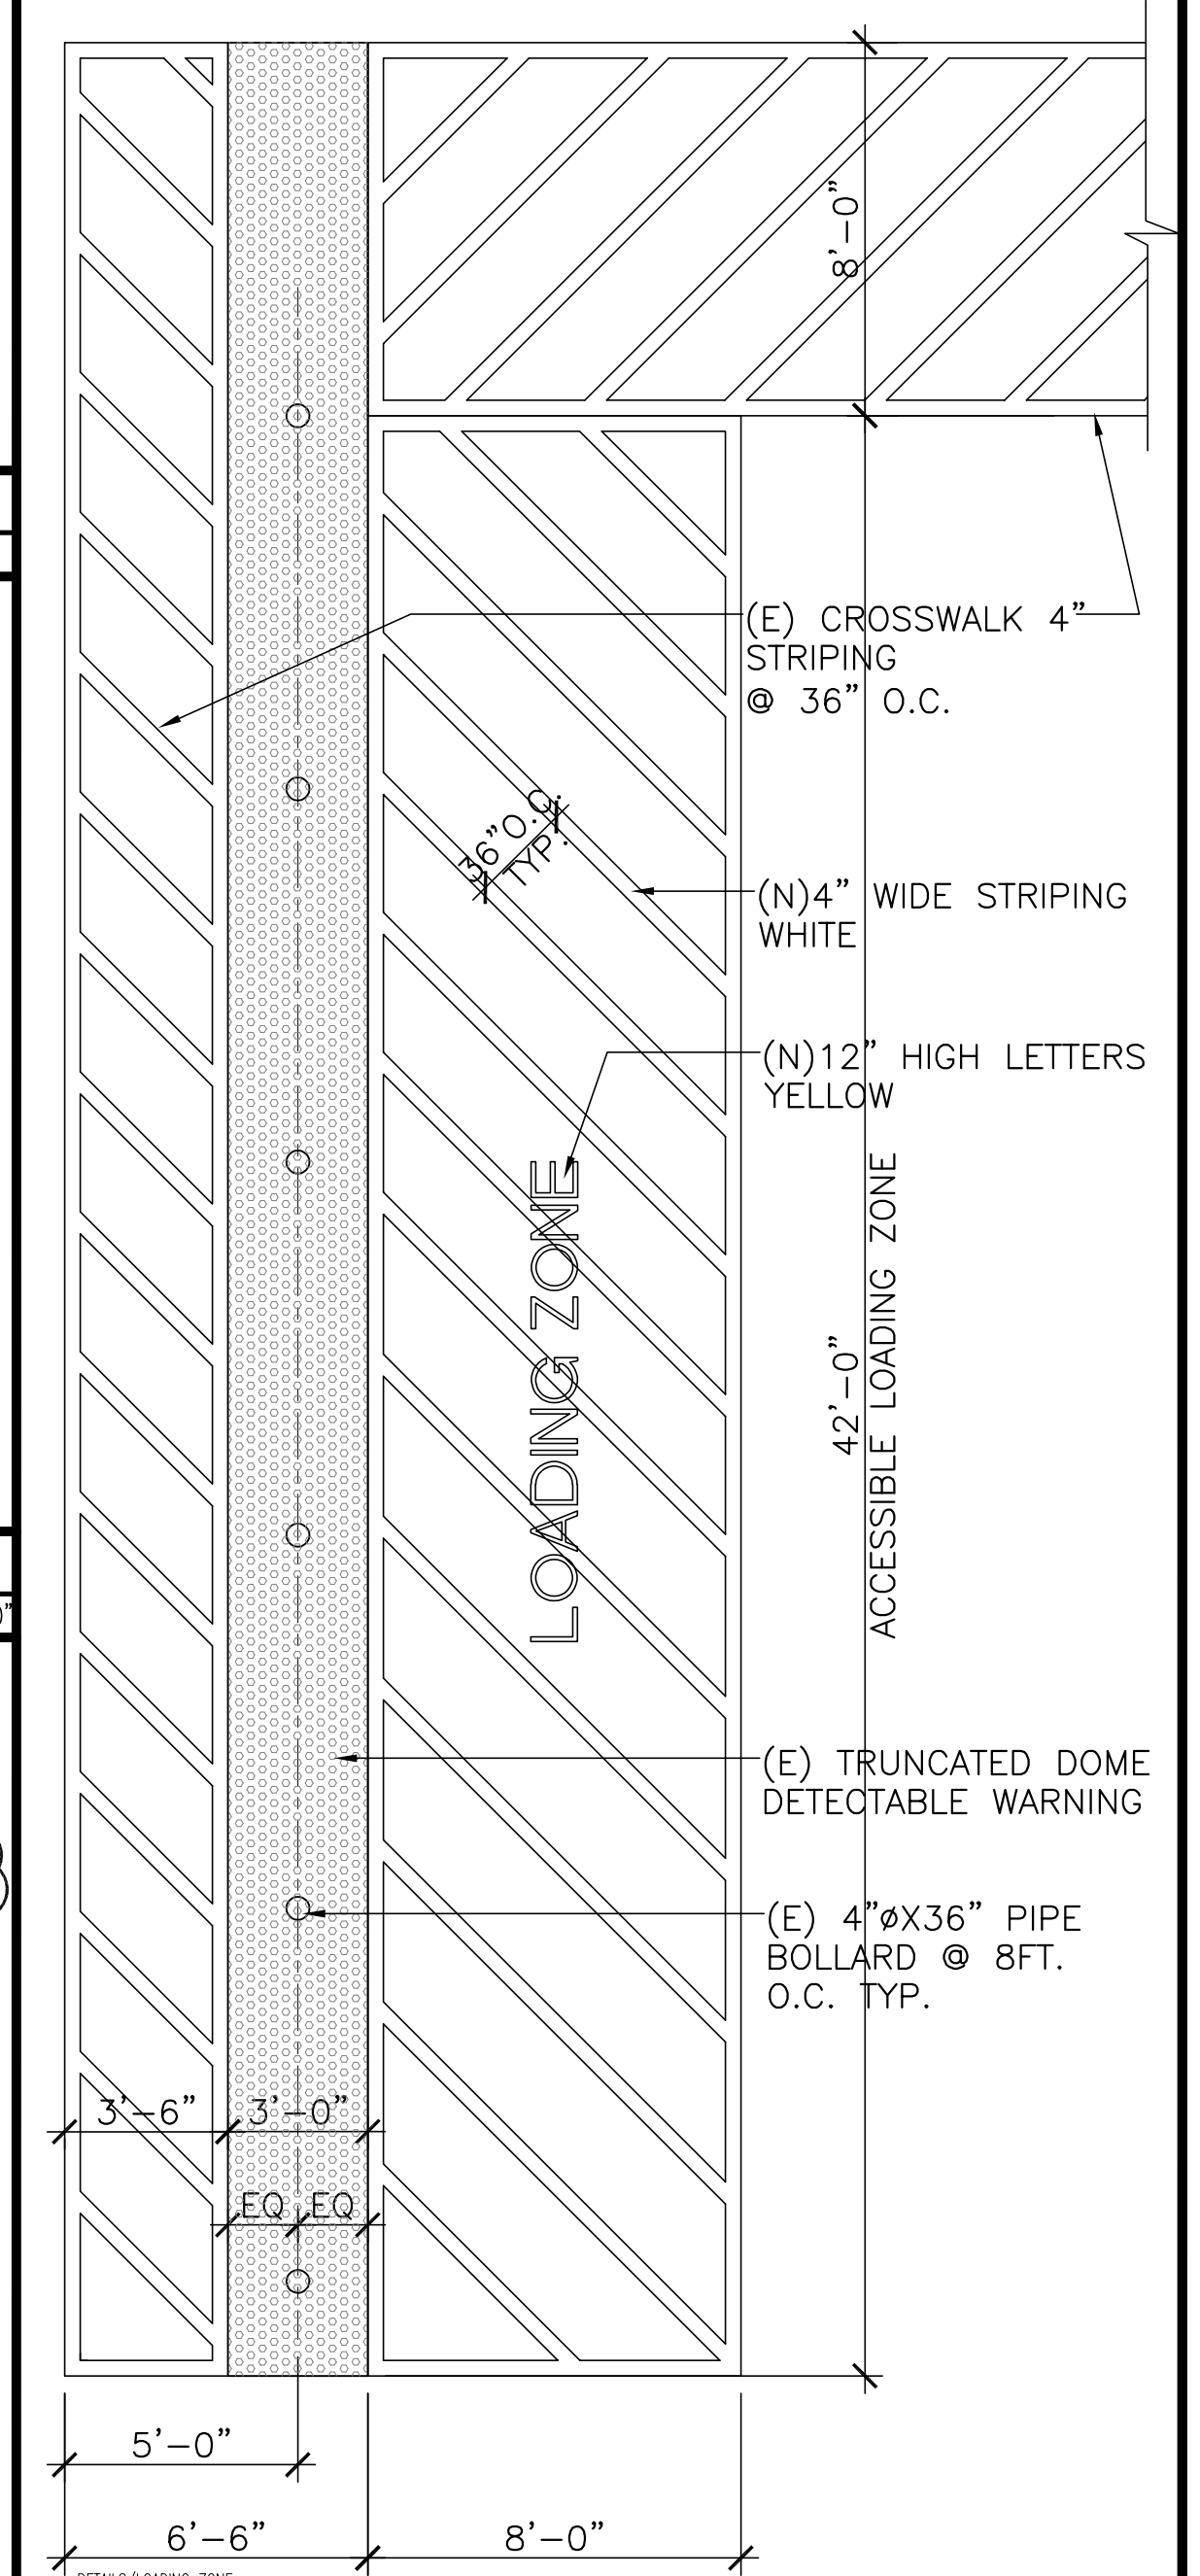 8'-0"
(E) CROSSWALK 4"
STRIPING
@ 36" O.C.
36"O.C.
TYP.
(N)4" WIDE STRIPING
WHITE
(N)12" HIGH LETTERS
YELLOW
LOADING ZONE
42'-0"
ACCESSIBLE LOADING ZONE
(E) TRUNCATED DOME
DETECTABLE WARNING
(E) 4"øX36" PIPE
BOLLARD @ 8FT.
O.C. TYP.
3'-6" 3'-0"
EQ EQ
5'-0"
6'-6" 8'-0"